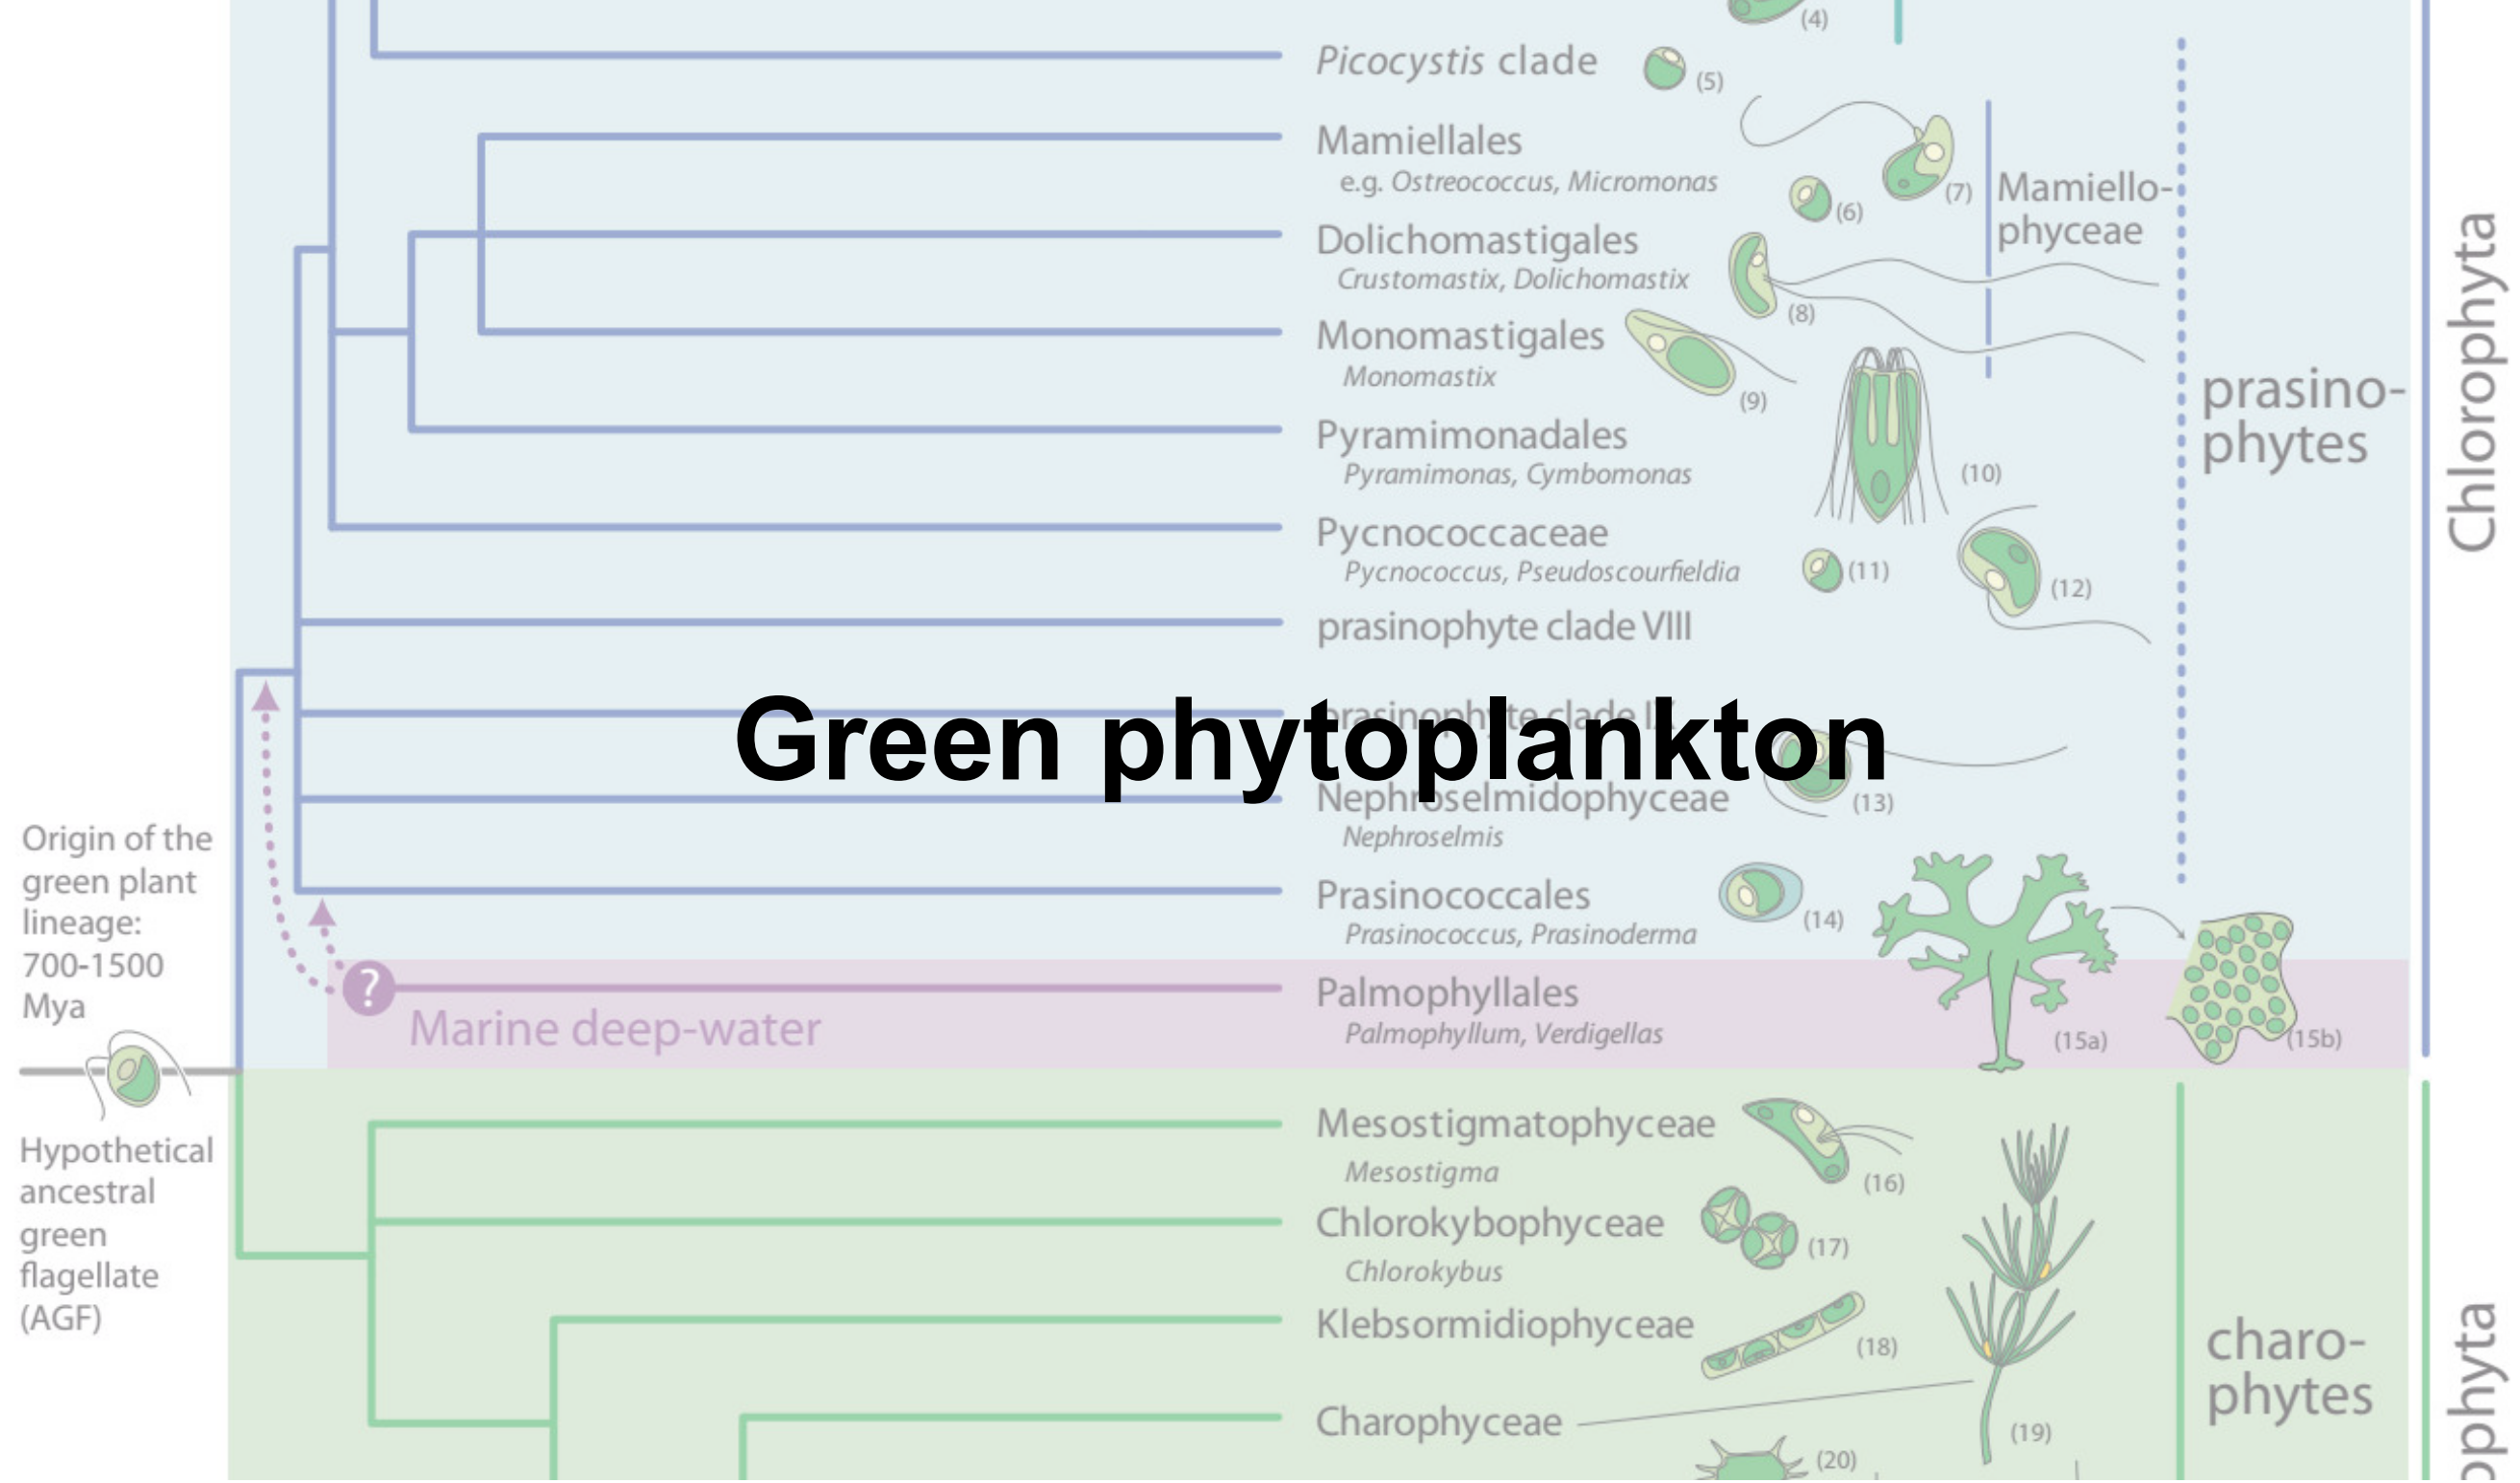 (4)
Picocystis clade
(5)
Mamiellales
e.g. Ostreococcus, Micromonas
(6)
(7)
Mamiello-
phyceae
Dolichomastigales
Crustomastix, Dolichomastix
(8)
Monomastigales
Monomastix
(9)
Pyramimonadales
Pyramimonas, Cymbomonas
(10)
prasino-
phytes
Chlorophyta
Pycnococcaceae
Pycnococcus, Pseudoscourfieldia
(11)
(12)
prasinophyte clade VIII
prasinophyte clade IX
Green phytoplankton
Nephroselmidophyceae
Nephroselmis
(13)
Prasinococcales
Prasinococcus, Prasinoderma
(14)
Origin of the
green plant
lineage:
700-1500
Mya
?
Marine deep-water
Palmophyllales
Palmophyllum, Verdigellas
(15a)
(15b)
Hypothetical
ancestral
green
flagellate
(AGF)
Mesostigmatophyceae
Mesostigma
(16)
Chlorokybophyceae
Chlorokybus
(17)
Klebsormidiophyceae
(18)
Charophyceae
(19)
(20)
charo-
phytes
ophyta